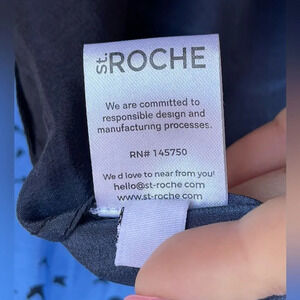 st. ROCHE
We are committed to
responsible design and
manufacturing processes.
RN# 145750
We'd love to near from you!
hello@st-roche.com
www.st-roche.com